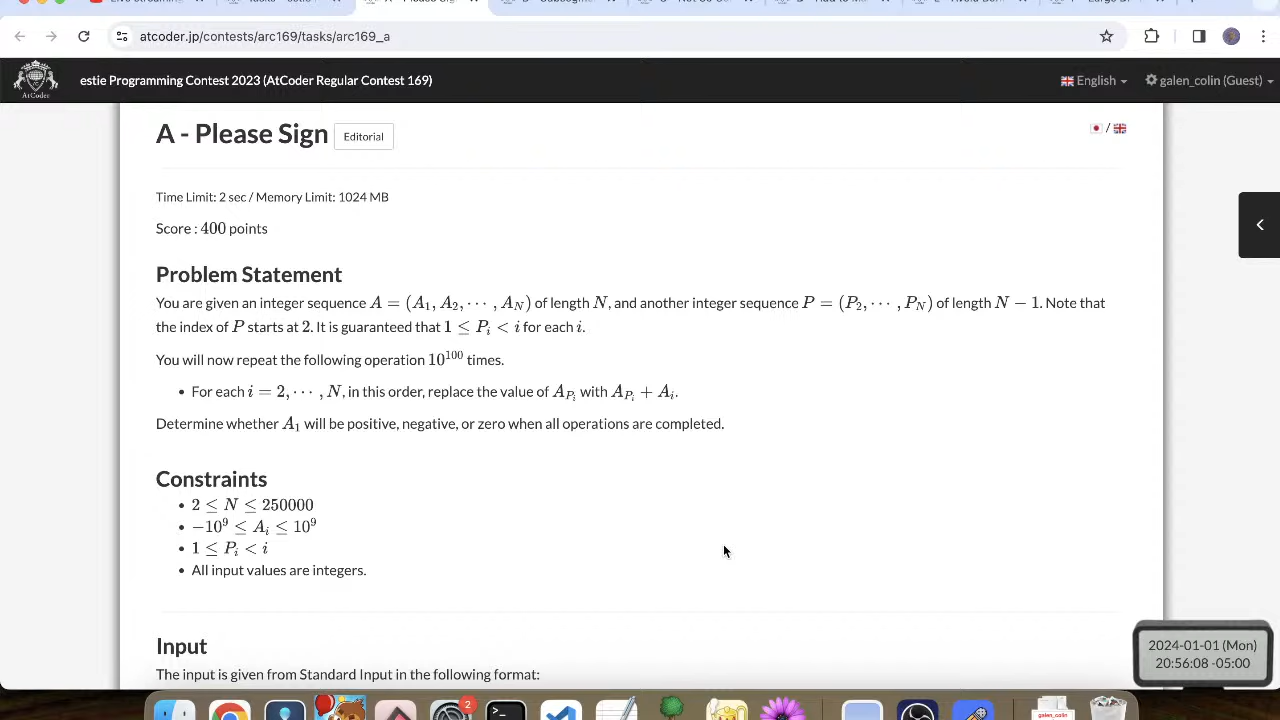 atcoder.jp/contests/arc169/tasks/arc169_a
estie Programming Contest 2023 (AtCoder Regular Contest 169)
English
galen_colin (Guest)
A - Please Sign
Editorial
/
Time Limit: 2 sec / Memory Limit: 1024 MB
Score : 400 points
Problem Statement
You are given an integer sequence A = (A₁, A₂, ⋯ , A_N) of length N, and another integer sequence P = (P₂, ⋯ , P_N) of length N − 1. Note that
the index of P starts at 2. It is guaranteed that 1 ≤ P_i < i for each i.
You will now repeat the following operation 10¹⁰⁰ times.
• For each i = 2, ⋯ , N, in this order, replace the value of A_{P_i} with A_{P_i} + A_i.
Determine whether A₁ will be positive, negative, or zero when all operations are completed.
Constraints
• 2 ≤ N ≤ 250000
• −10⁹ ≤ A_i ≤ 10⁹
• 1 ≤ P_i < i
• All input values are integers.
Input
The input is given from Standard Input in the following format:
2024-01-01 (Mon)
20:56:08 -05:00
2
galen_colin